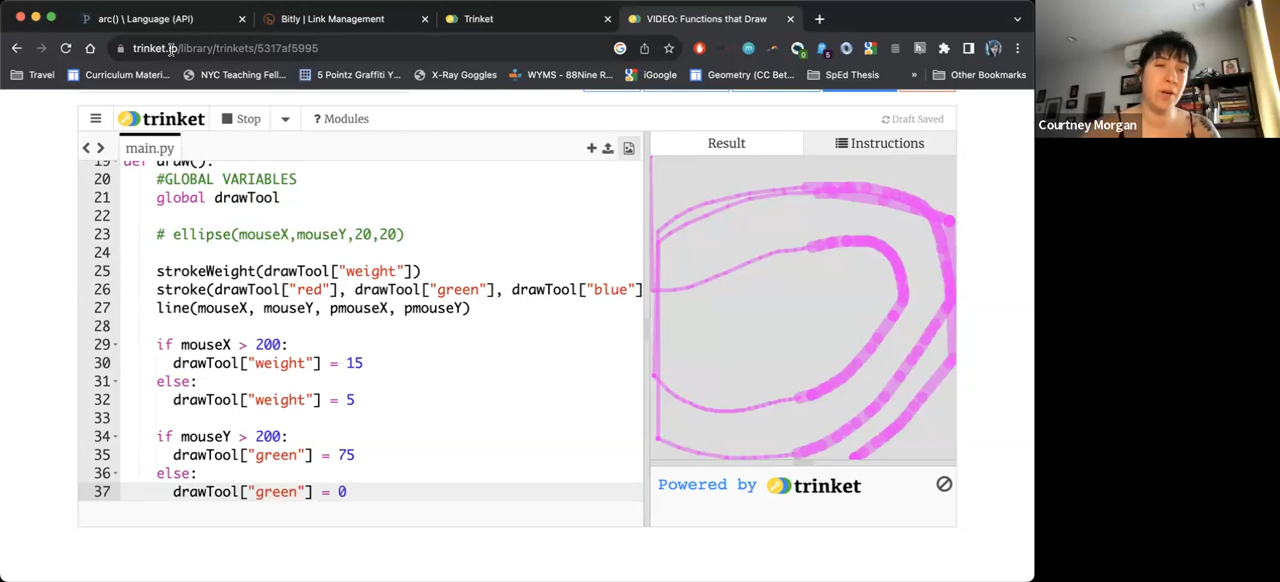 arc() \ Language (API)
Bitly | Link Management
Trinket
VIDEO: Functions that Draw
trinket.io/library/trinkets/5317af5995
Travel
Curriculum Materi...
NYC Teaching Fell...
5 Pointz Graffiti Y...
X-Ray Goggles
WYMS - 88Nine R...
iGoogle
Geometry (CC Bet...
SpEd Thesis
»
Other Bookmarks
Courtney Morgan
trinket
Stop
? Modules
Draft Saved
main.py
Result
Instructions
19 def draw():
20 #GLOBAL VARIABLES
21 global drawTool
22
23 # ellipse(mouseX,mouseY,20,20)
24
25 strokeWeight(drawTool["weight"])
26 stroke(drawTool["red"], drawTool["green"], drawTool["blue"]
27 line(mouseX, mouseY, pmouseX, pmouseY)
28
29 if mouseX > 200:
30 drawTool["weight"] = 15
31 else:
32 drawTool["weight"] = 5
33
34 if mouseY > 200:
35 drawTool["green"] = 75
36 else:
37 drawTool["green"] = 0
Powered by trinket